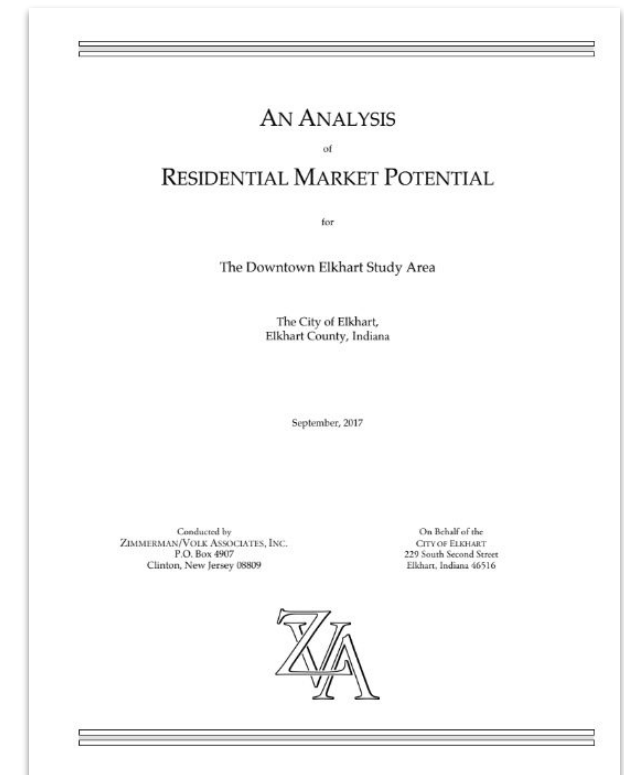 AN ANALYSIS
of
RESIDENTIAL MARKET POTENTIAL
for
The Downtown Elkhart Study Area
The City of Elkhart,
Elkhart County, Indiana
September, 2017
Conducted by
ZIMMERMAN/VOLK ASSOCIATES, INC.
P.O. Box 4907
Clinton, New Jersey 08809
On Behalf of the
CITY OF ELKHART
229 South Second Street
Elkhart, Indiana 46516
ZVA